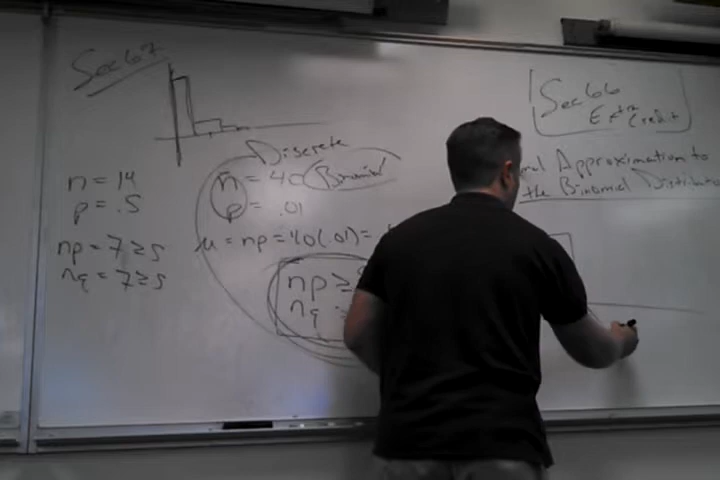 Sec 6.7
n = 14
p = .5
np = 7 ≥ 5
nq = 7 ≥ 5
Discrete
n = 40 Binomial
p = .01
μ = np = 40(.01) =
np ≥
nq
Sec 6.6
Extra Credit
Approximation to
the Binomial